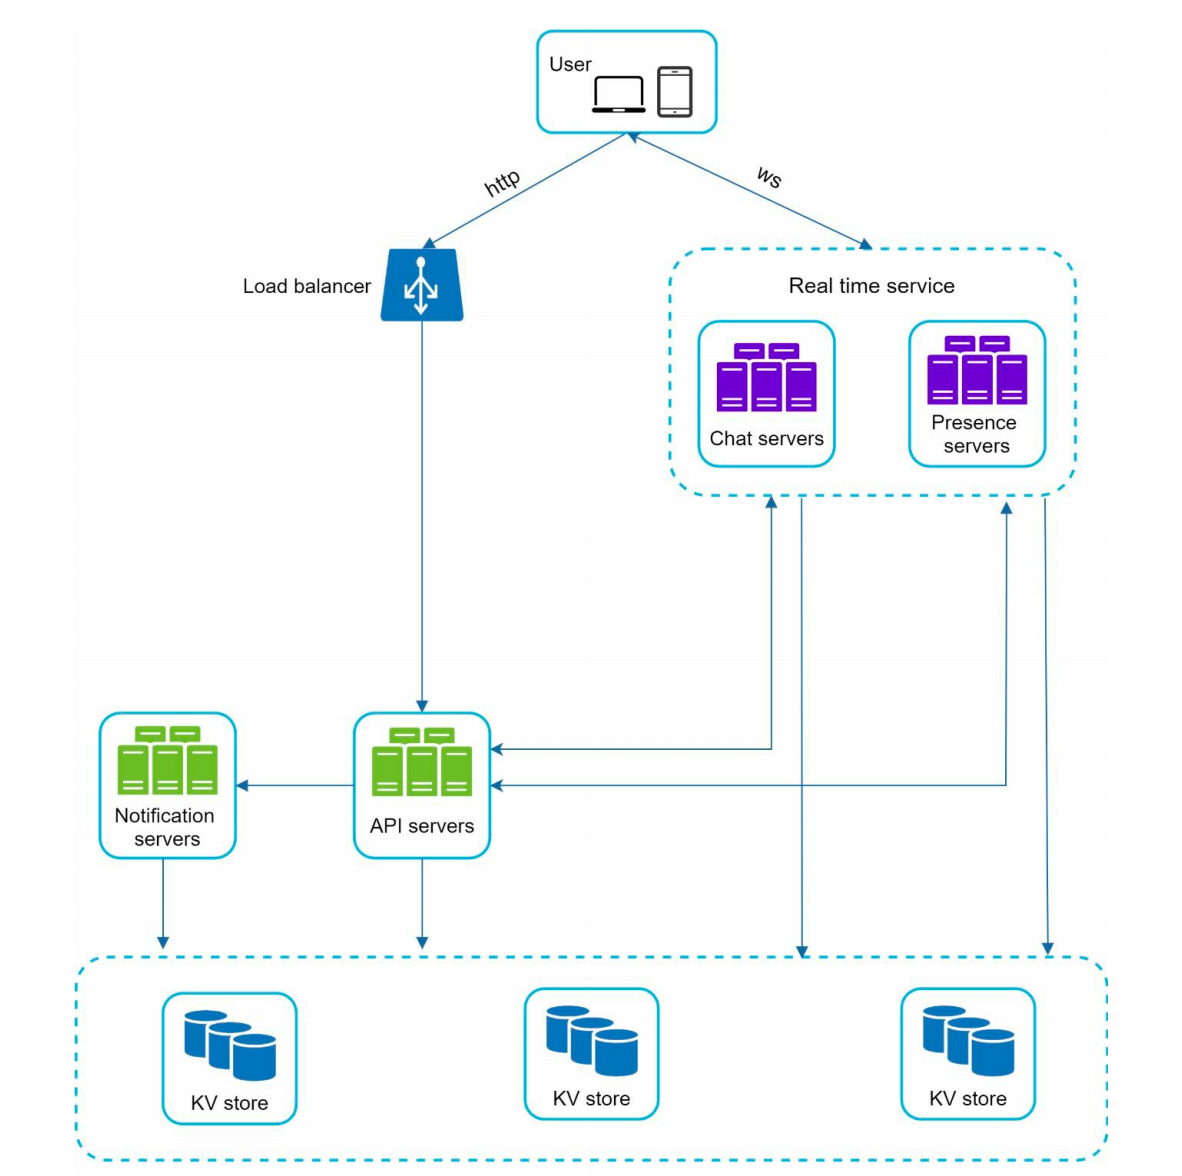 User
http
ws
Load balancer
Real time service
Chat servers
Presence
servers
Notification
servers
API servers
KV store
KV store
KV store